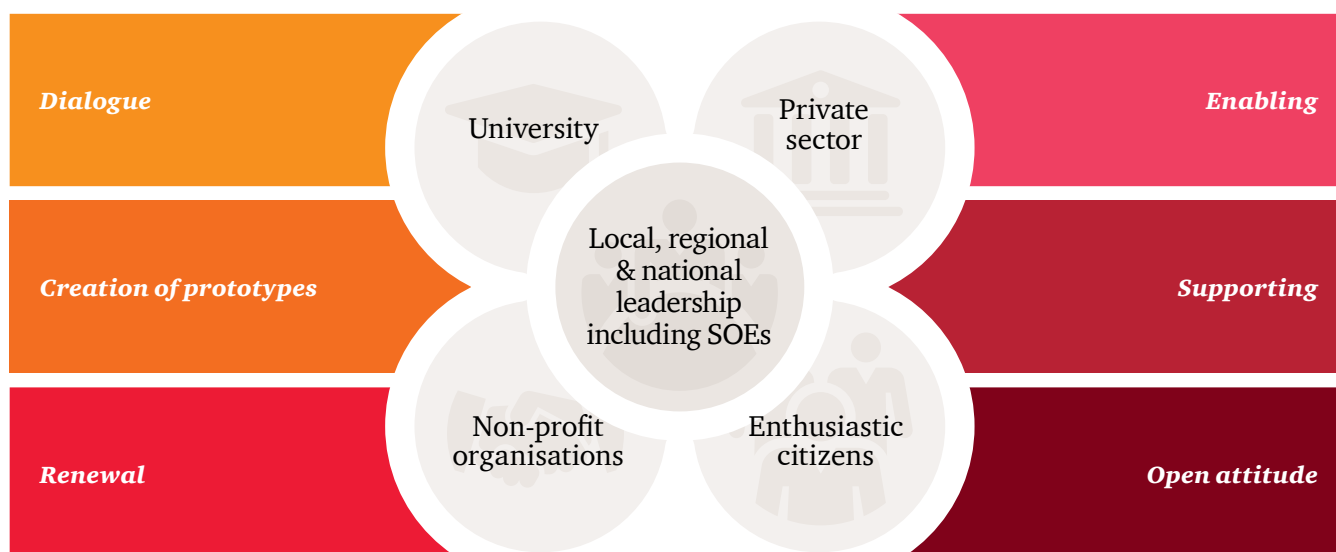 Dialogue
University
Private
sector
Enabling
Creation of prototypes
Local, regional
& national
leadership
including SOEs
Supporting
Renewal
Non-profit
organisations
Enthusiastic
citizens
Open attitude